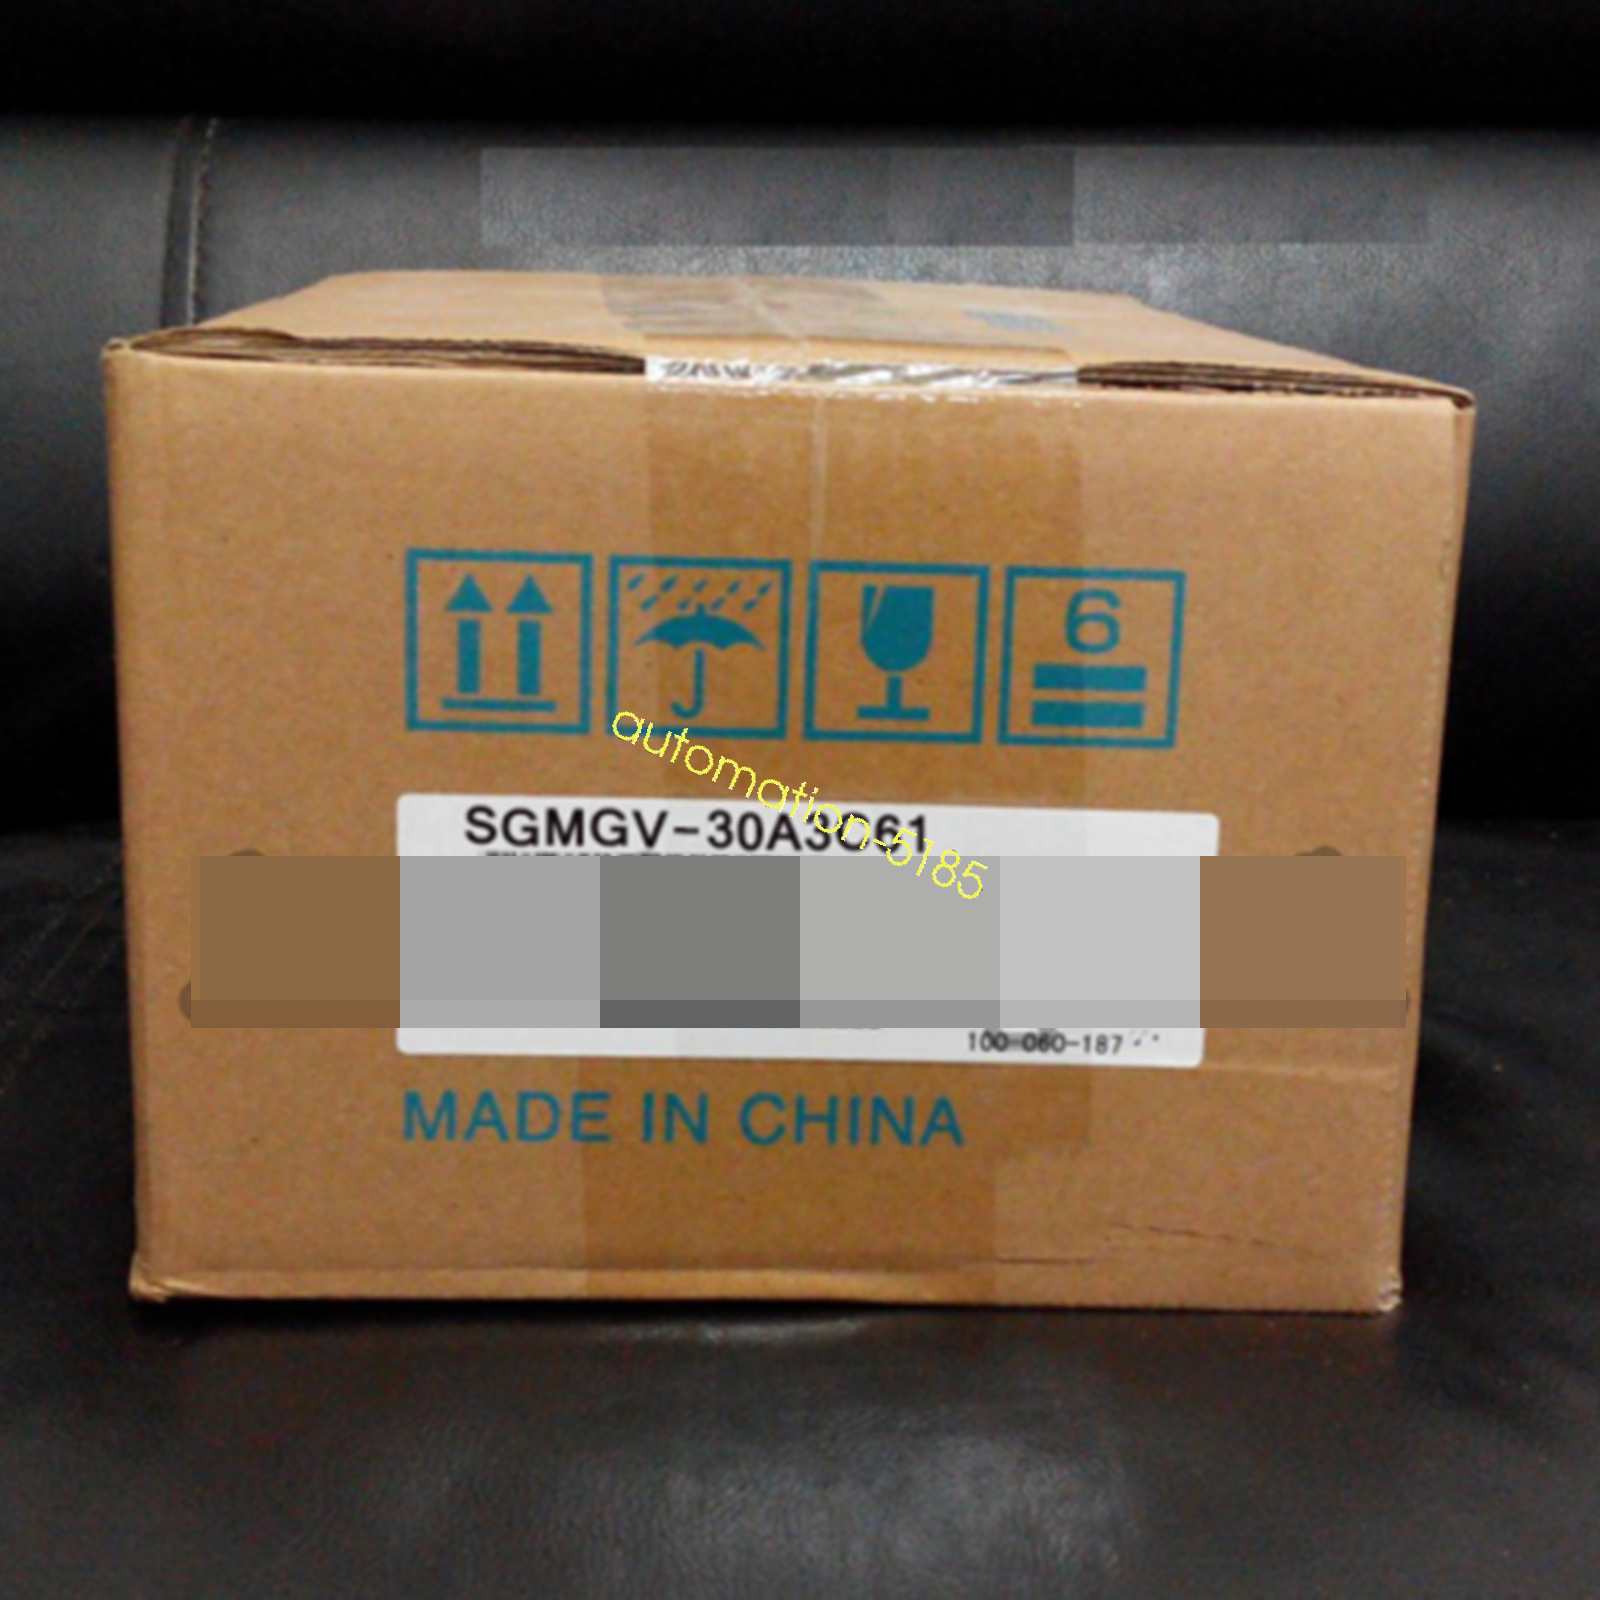 6
SGMGV-30A3C61
automation-5185
100-060-187
MADE IN CHINA